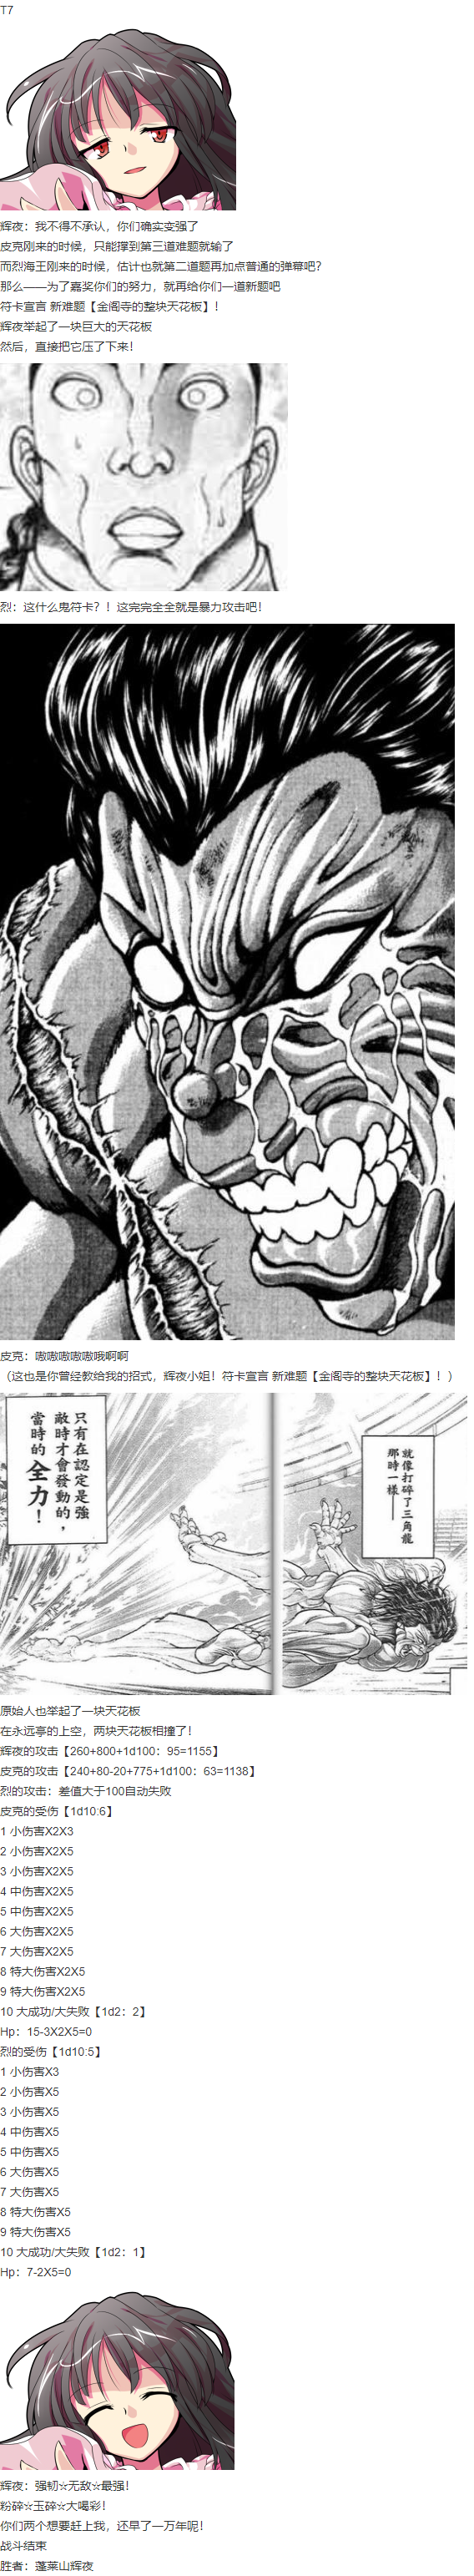 T7
辉夜：我不得不承认，你们确实变强了
皮克刚来的时候，只能撑到第三道难题就输了
而烈海王刚来的时候，估计也就第二道题再加点普通的弹幕吧？
那么——为了嘉奖你们的努力，就再给你们一道新题吧
符卡宣言 新难题【金阁寺的整块天花板】！
辉夜举起了一块巨大的天花板
然后，直接把它压了下来！
烈：这什么鬼符卡？！这完完全全就是暴力攻击吧！
皮克：嗷嗷嗷嗷嗷哦啊啊
（这也是你曾经教给我的招式，辉夜小姐！符卡宣言 新难题【金阁寺的整块天花板】！）
就像打碎了三角龍
那時一樣——
只有在認定是強
敵時才會發動的，
當時的全力！
原始人也举起了一块天花板
在永远亭的上空，两块天花板相撞了！
辉夜的攻击【260+800+1d100：95=1155】
皮克的攻击【240+80-20+775+1d100：63=1138】
烈的攻击：差值大于100自动失败
皮克的受伤【1d10:6】
1 小伤害X2X3
2 小伤害X2X5
3 小伤害X2X5
4 中伤害X2X5
5 中伤害X2X5
6 大伤害X2X5
7 大伤害X2X5
8 特大伤害X2X5
9 特大伤害X2X5
10 大成功/大失败【1d2：2】
Hp：15-3X2X5=0
烈的受伤【1d10:5】
1 小伤害X3
2 小伤害X5
3 小伤害X5
4 中伤害X5
5 中伤害X5
6 大伤害X5
7 大伤害X5
8 特大伤害X5
9 特大伤害X5
10 大成功/大失败【1d2：1】
Hp：7-2X5=0
辉夜：强韧☆无敌☆最强！
粉碎☆玉碎☆大喝彩！
你们两个想要赶上我，还早了一万年呢！
战斗结束
胜者：蓬莱山辉夜